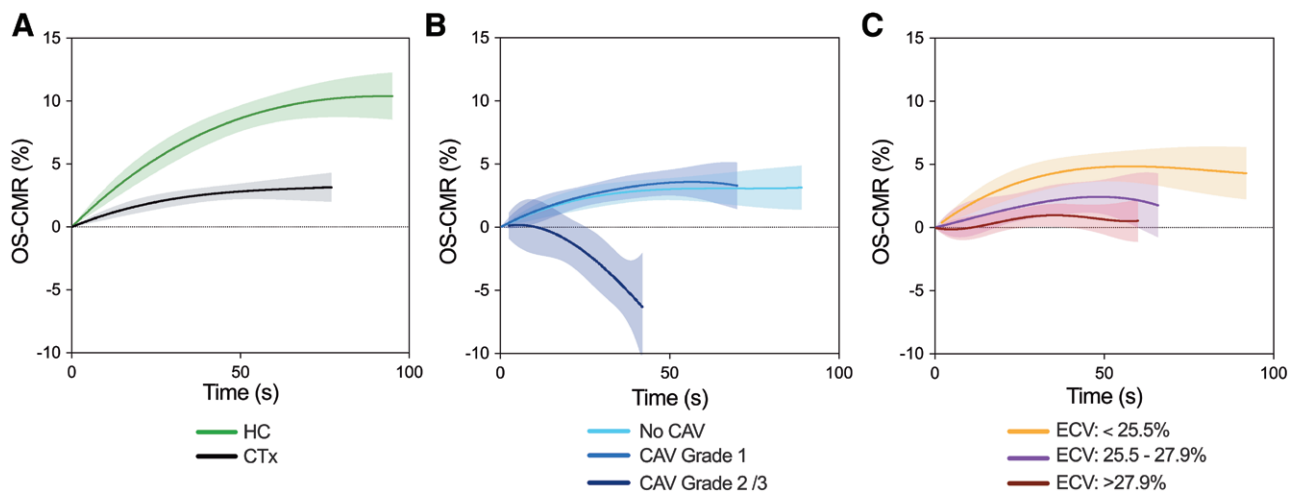 A
OS-CMR (%)
15
10
5
0
-5
-10
0
50
100
Time (s)
HC
CTx
B
OS-CMR (%)
15
10
5
0
-5
-10
0
50
100
Time (s)
No CAV
CAV Grade 1
CAV Grade 2 /3
C
OS-CMR (%)
15
10
5
0
-5
-10
0
50
100
Time (s)
ECV: < 25.5%
ECV: 25.5 - 27.9%
ECV: >27.9%